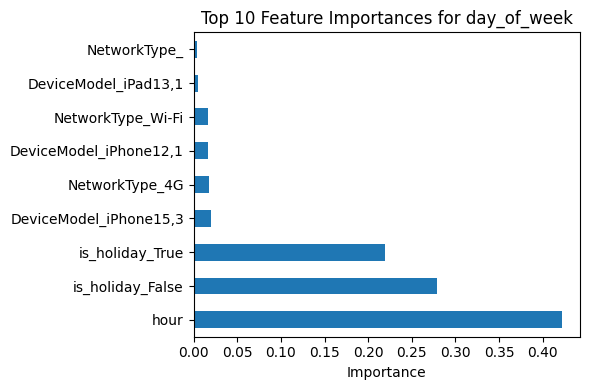 Top 10 Feature Importances for day_of_week
NetworkType_
DeviceModel_iPad13,1
NetworkType_Wi-Fi
DeviceModel_iPhone12,1
NetworkType_4G
DeviceModel_iPhone15,3
is_holiday_True
is_holiday_False
hour
0.00 0.05 0.10 0.15 0.20 0.25 0.30 0.35 0.40
Importance